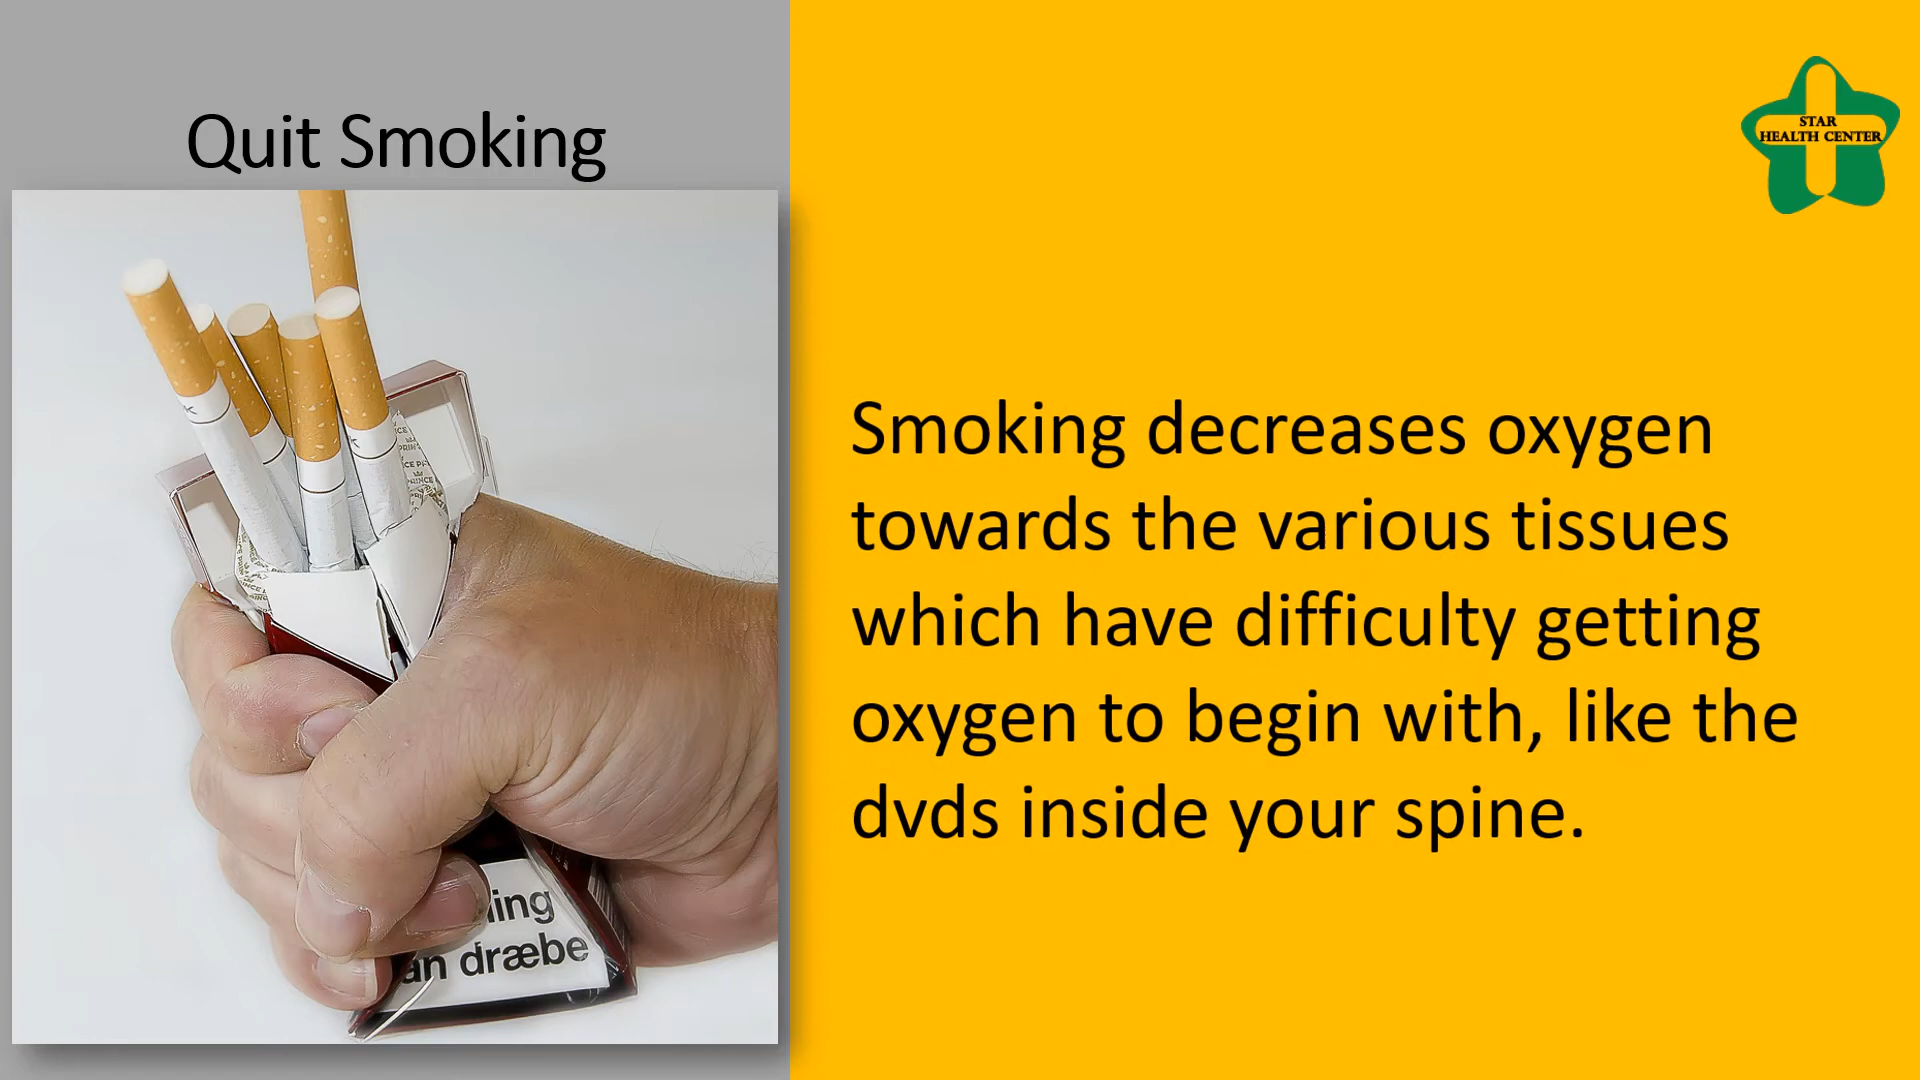 Quit Smoking
STAR
HEALTH CENTER
Smoking decreases oxygen
towards the various tissues
which have difficulty getting
oxygen to begin with, like the
dvds inside your spine.
ing
an dræbe